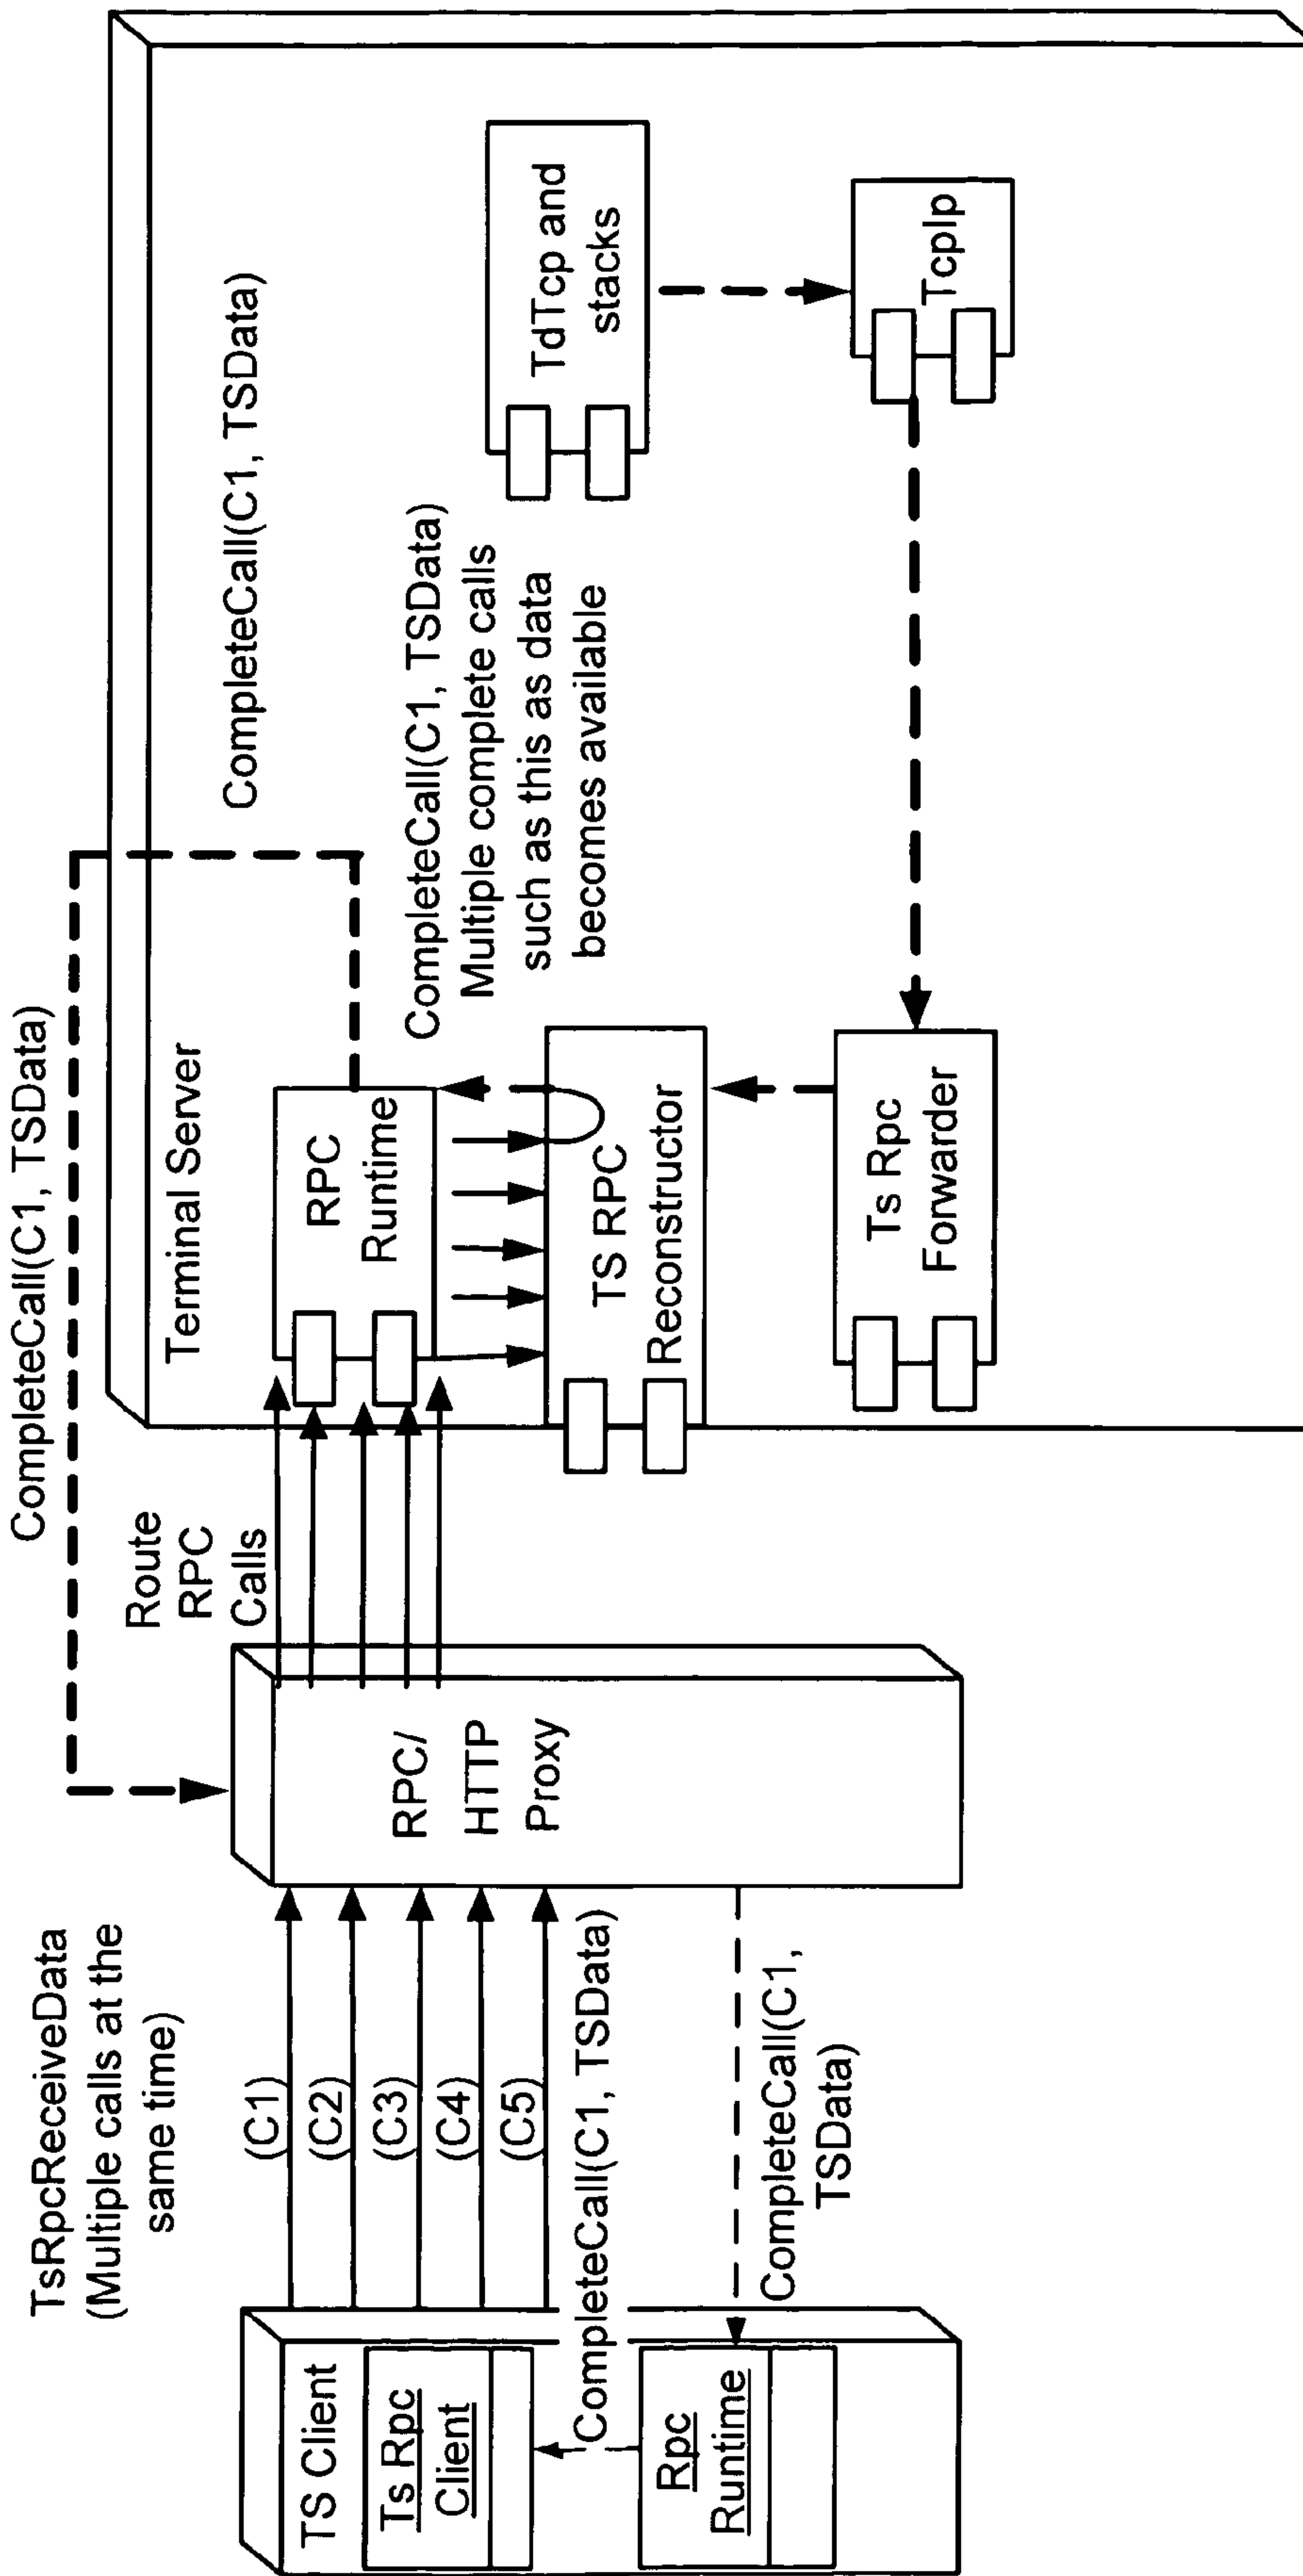 TsRpcReceiveData
(Multiple calls at the
same time)
CompleteCall(C1, TSData)
TS Client
Ts Rpc
Client
Rpc
Runtime
(C1)
(C2)
(C3)
(C4)
(C5)
CompleteCall(C1, TSData)
CompleteCall(C1,
TSData)
RPC/
HTTP
Proxy
Route
RPC
Calls
Terminal Server
CompleteCall(C1, TSData)
RPC
Runtime
CompleteCall(C1, TSData)
Multiple complete calls
such as this as data
becomes available
TS RPC
Reconstructor
Ts Rpc
Forwarder
TdTcp and
stacks
TcpIp